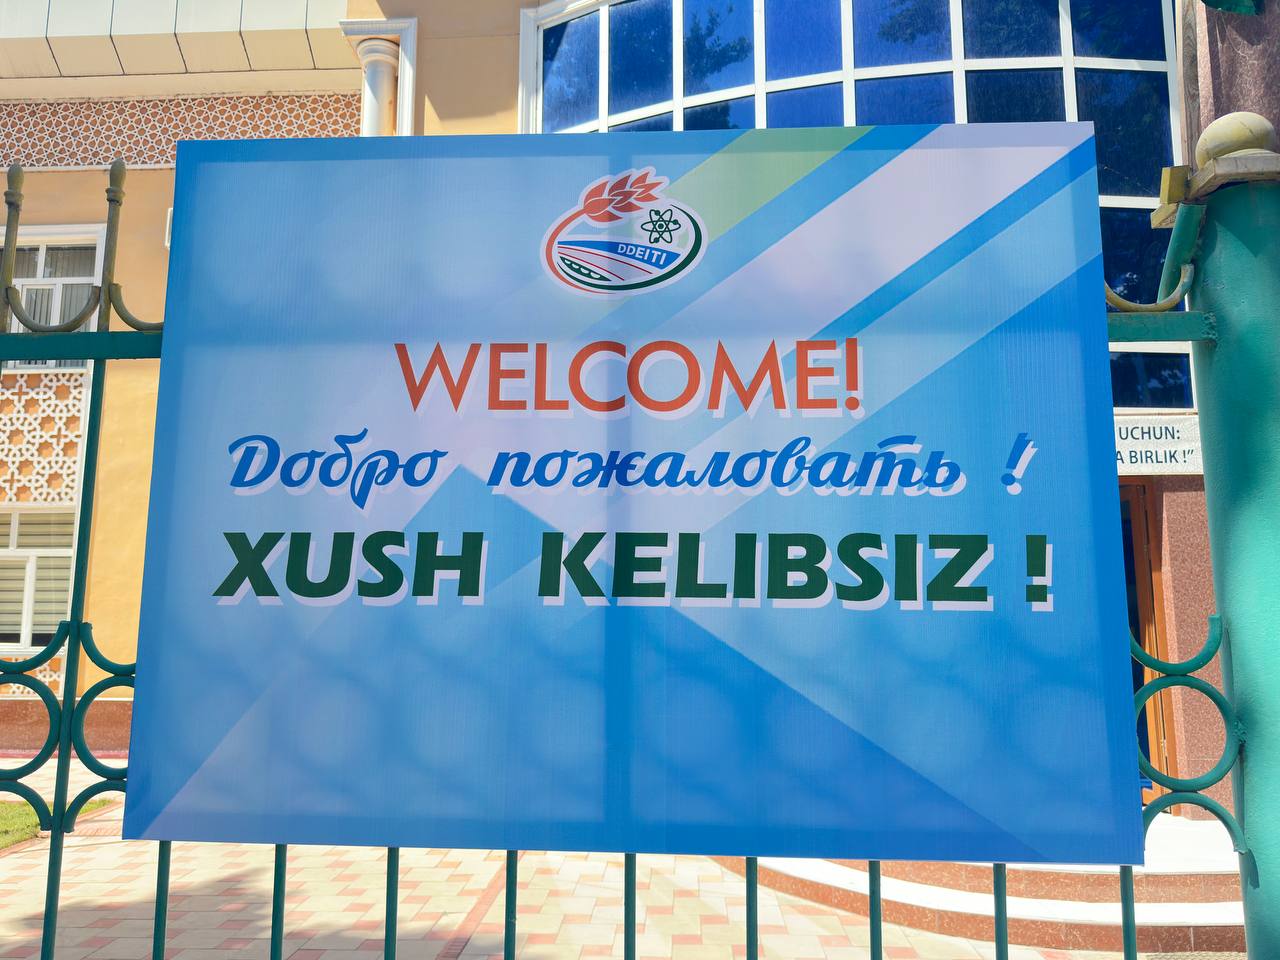 DDEITI
WELCOME!
Добро пожаловать !
XUSH KELIBSIZ !
UCHUN:
A BIRLIK !”